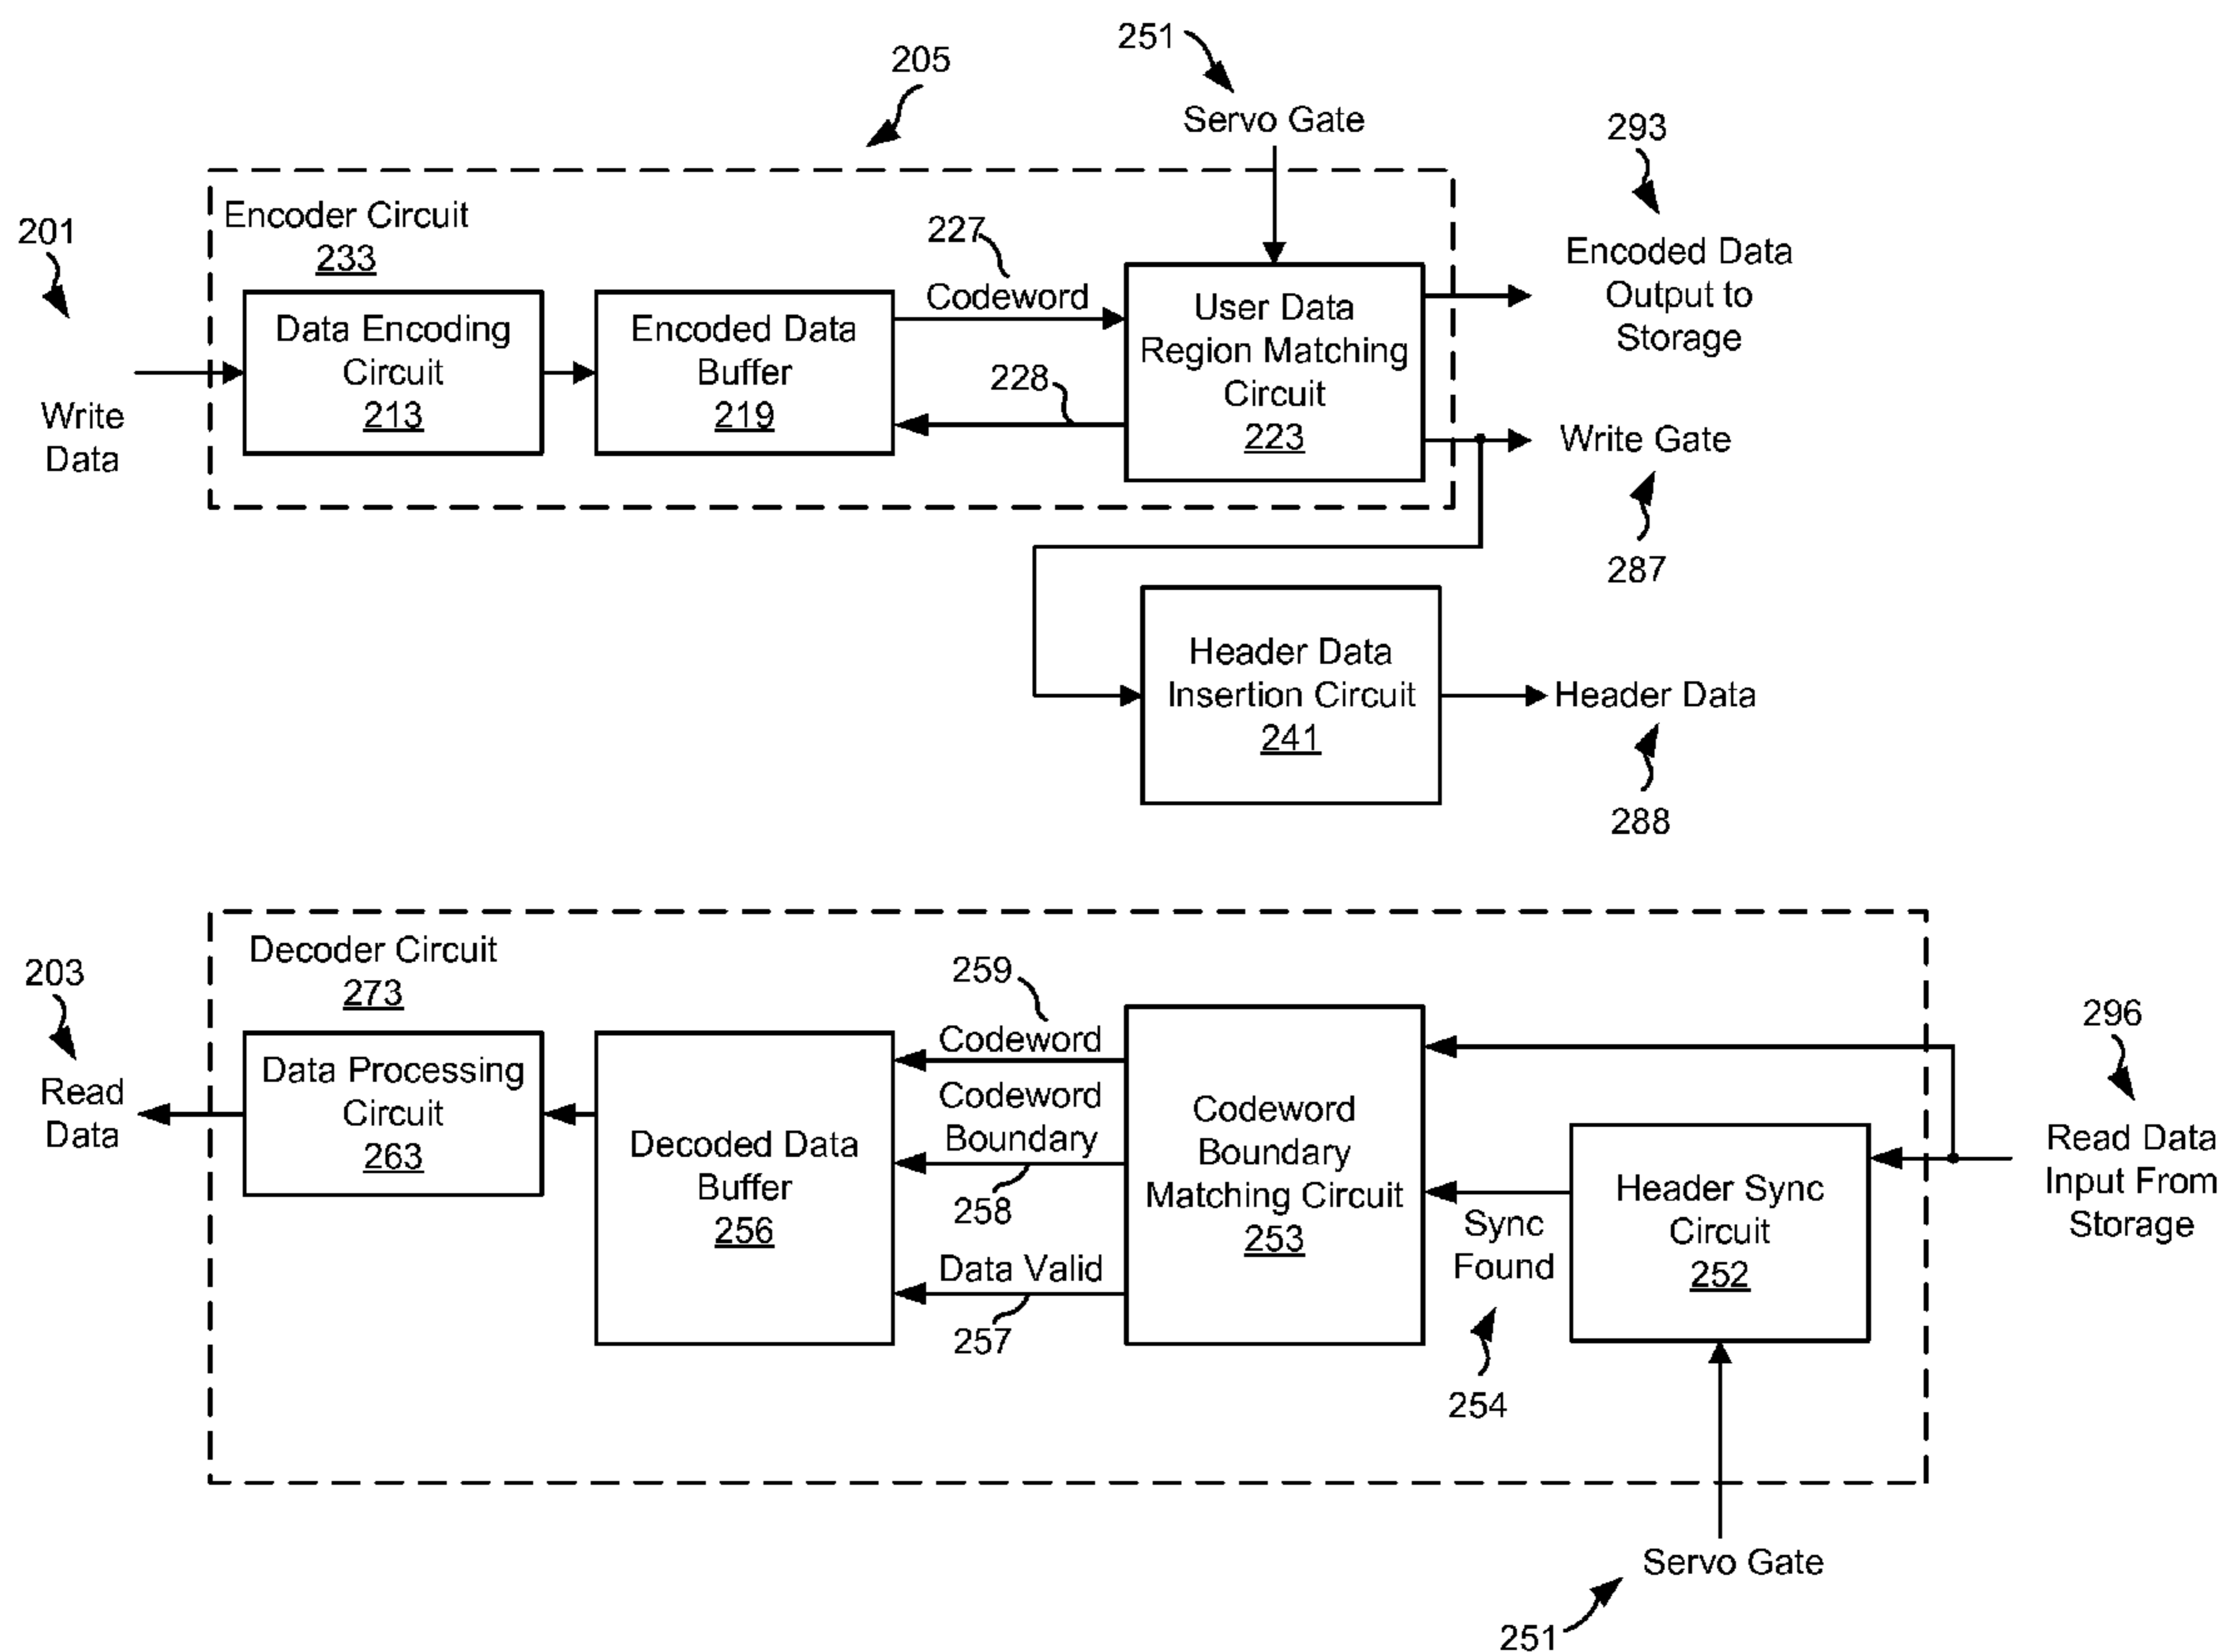 251
205
Servo Gate
293
201
Encoder Circuit
233
227
Codeword
Encoded Data
Output to
Storage
Data Encoding
Circuit
213
Encoded Data
Buffer
219
228
User Data
Region Matching
Circuit
223
Write
Data
Write Gate
287
Header Data
Insertion Circuit
241
Header Data
288
Decoder Circuit
273
203
Read
Data
Data Processing
Circuit
263
Decoded Data
Buffer
256
259
Codeword
Codeword
Boundary
258
Data Valid
257
Codeword
Boundary
Matching Circuit
253
Sync
Found
254
Header Sync
Circuit
252
296
Read Data
Input From
Storage
Servo Gate
251